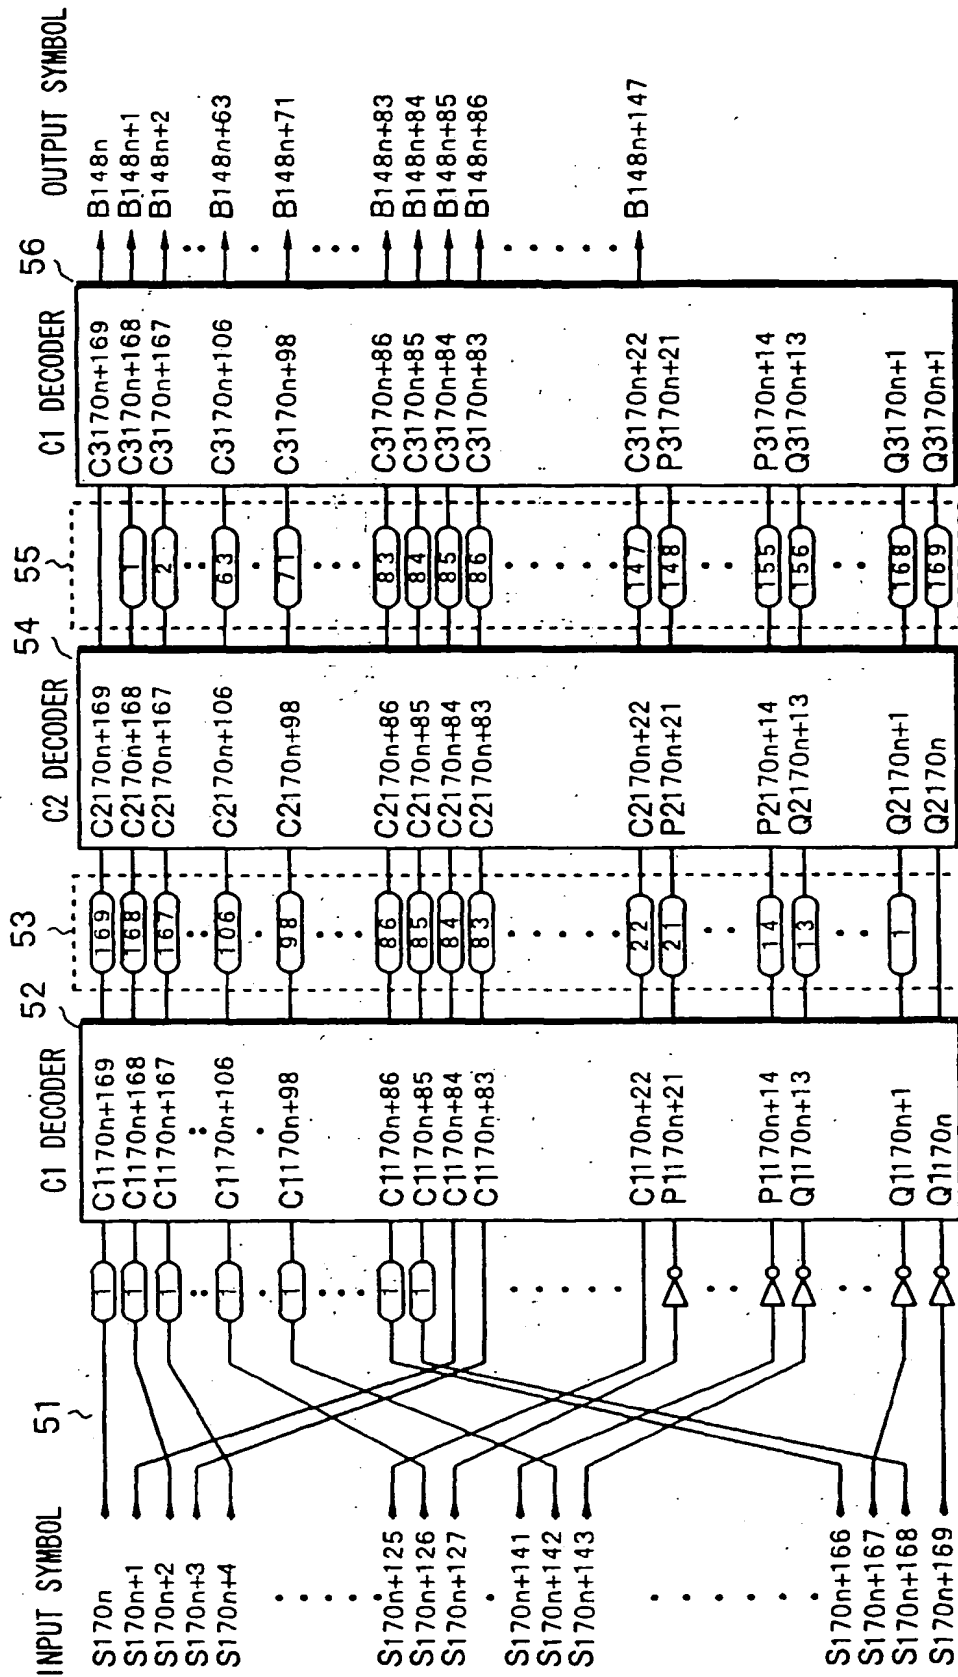 INPUT SYMBOL
S170n
S170n+1
S170n+2
S170n+3
S170n+4
S170n+125
S170n+126
S170n+127
S170n+141
S170n+142
S170n+143
S170n+166
S170n+167
S170n+168
S170n+169
51
1
1
1
1
1
1
1
C1 DECODER
52
C1170n+169
C1170n+168
C1170n+167
C1170n+106
C1170n+98
C1170n+86
C1170n+85
C1170n+84
C1170n+83
C1170n+22
P1170n+21
P1170n+14
Q1170n+13
Q1170n+1
Q1170n
53
169
168
167
106
98
86
85
84
83
22
21
14
13
1
C2 DECODER
54
C2170n+169
C2170n+168
C2170n+167
C2170n+106
C2170n+98
C2170n+86
C2170n+85
C2170n+84
C2170n+83
C2170n+22
P2170n+21
P2170n+14
Q2170n+13
Q2170n+1
Q2170n
55
1
2
63
71
83
84
85
86
147
148
155
156
168
169
C1 DECODER
56
C3170n+169
C3170n+168
C3170n+167
C3170n+106
C3170n+98
C3170n+86
C3170n+85
C3170n+84
C3170n+83
C3170n+22
P3170n+21
P3170n+14
Q3170n+13
Q3170n+1
Q3170n+1
OUTPUT SYMBOL
B148n
B148n+1
B148n+2
B148n+63
B148n+71
B148n+83
B148n+84
B148n+85
B148n+86
B148n+147